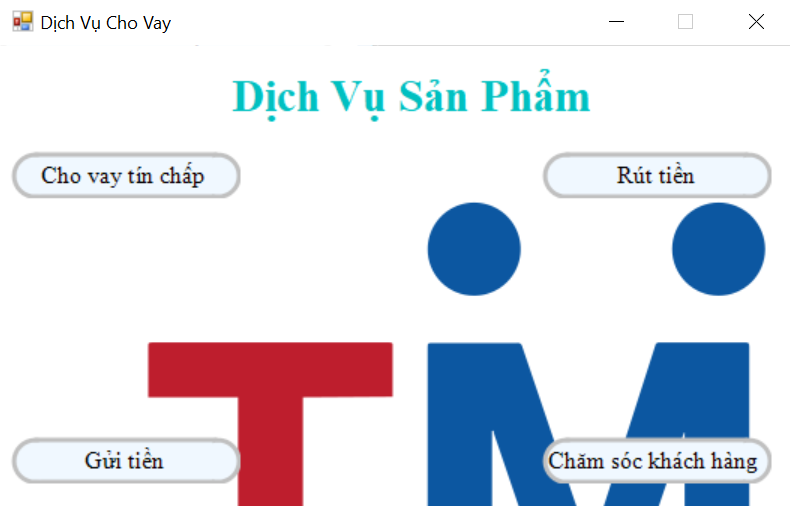 Dịch Vụ Cho Vay
Dịch Vụ Sản Phẩm
Cho vay tín chấp
Rút tiền
TM
Gửi tiền
Chăm sóc khách hàng